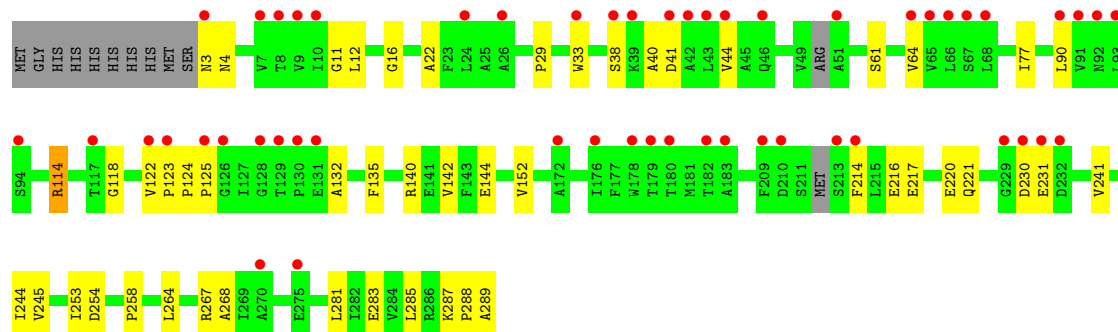 MET GLY HIS HIS HIS HIS HIS HIS MET SER N3 N4 V7 T8 V9 I10 G11 L12 G16 A22 F23 L24 A25 A26 P29 W33 S38 K39 A40 D41 A42 L43 V44 A45 Q46 V49 ARG A51 S61 V64 V65 L66 S67 L68 I77 L90 V91 N92 L93
S94 R114 T117 G118 V122 P123 P124 P125 G126 I127 G128 T129 P130 E131 A132 F135 R140 E141 V142 F143 E144 V152 A172 I176 F177 W178 T179 T180 M181 T182 A183 F209 D210 S211 MET S213 F214 L215 E216 E217 E220 Q221 G229 D230 E231 D232 V241
I244 V245 I253 D254 P258 L264 R267 A268 I269 A270 E275 L281 I282 E283 V284 L285 R286 K287 P288 A289